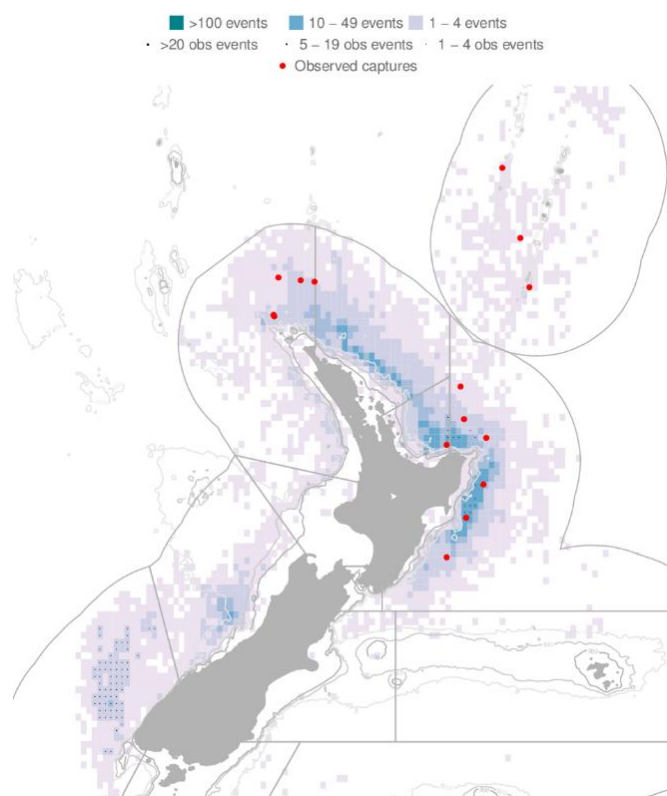 >100 events 10 – 49 events 1 – 4 events
>20 obs events 5 – 19 obs events 1 – 4 obs events
Observed captures